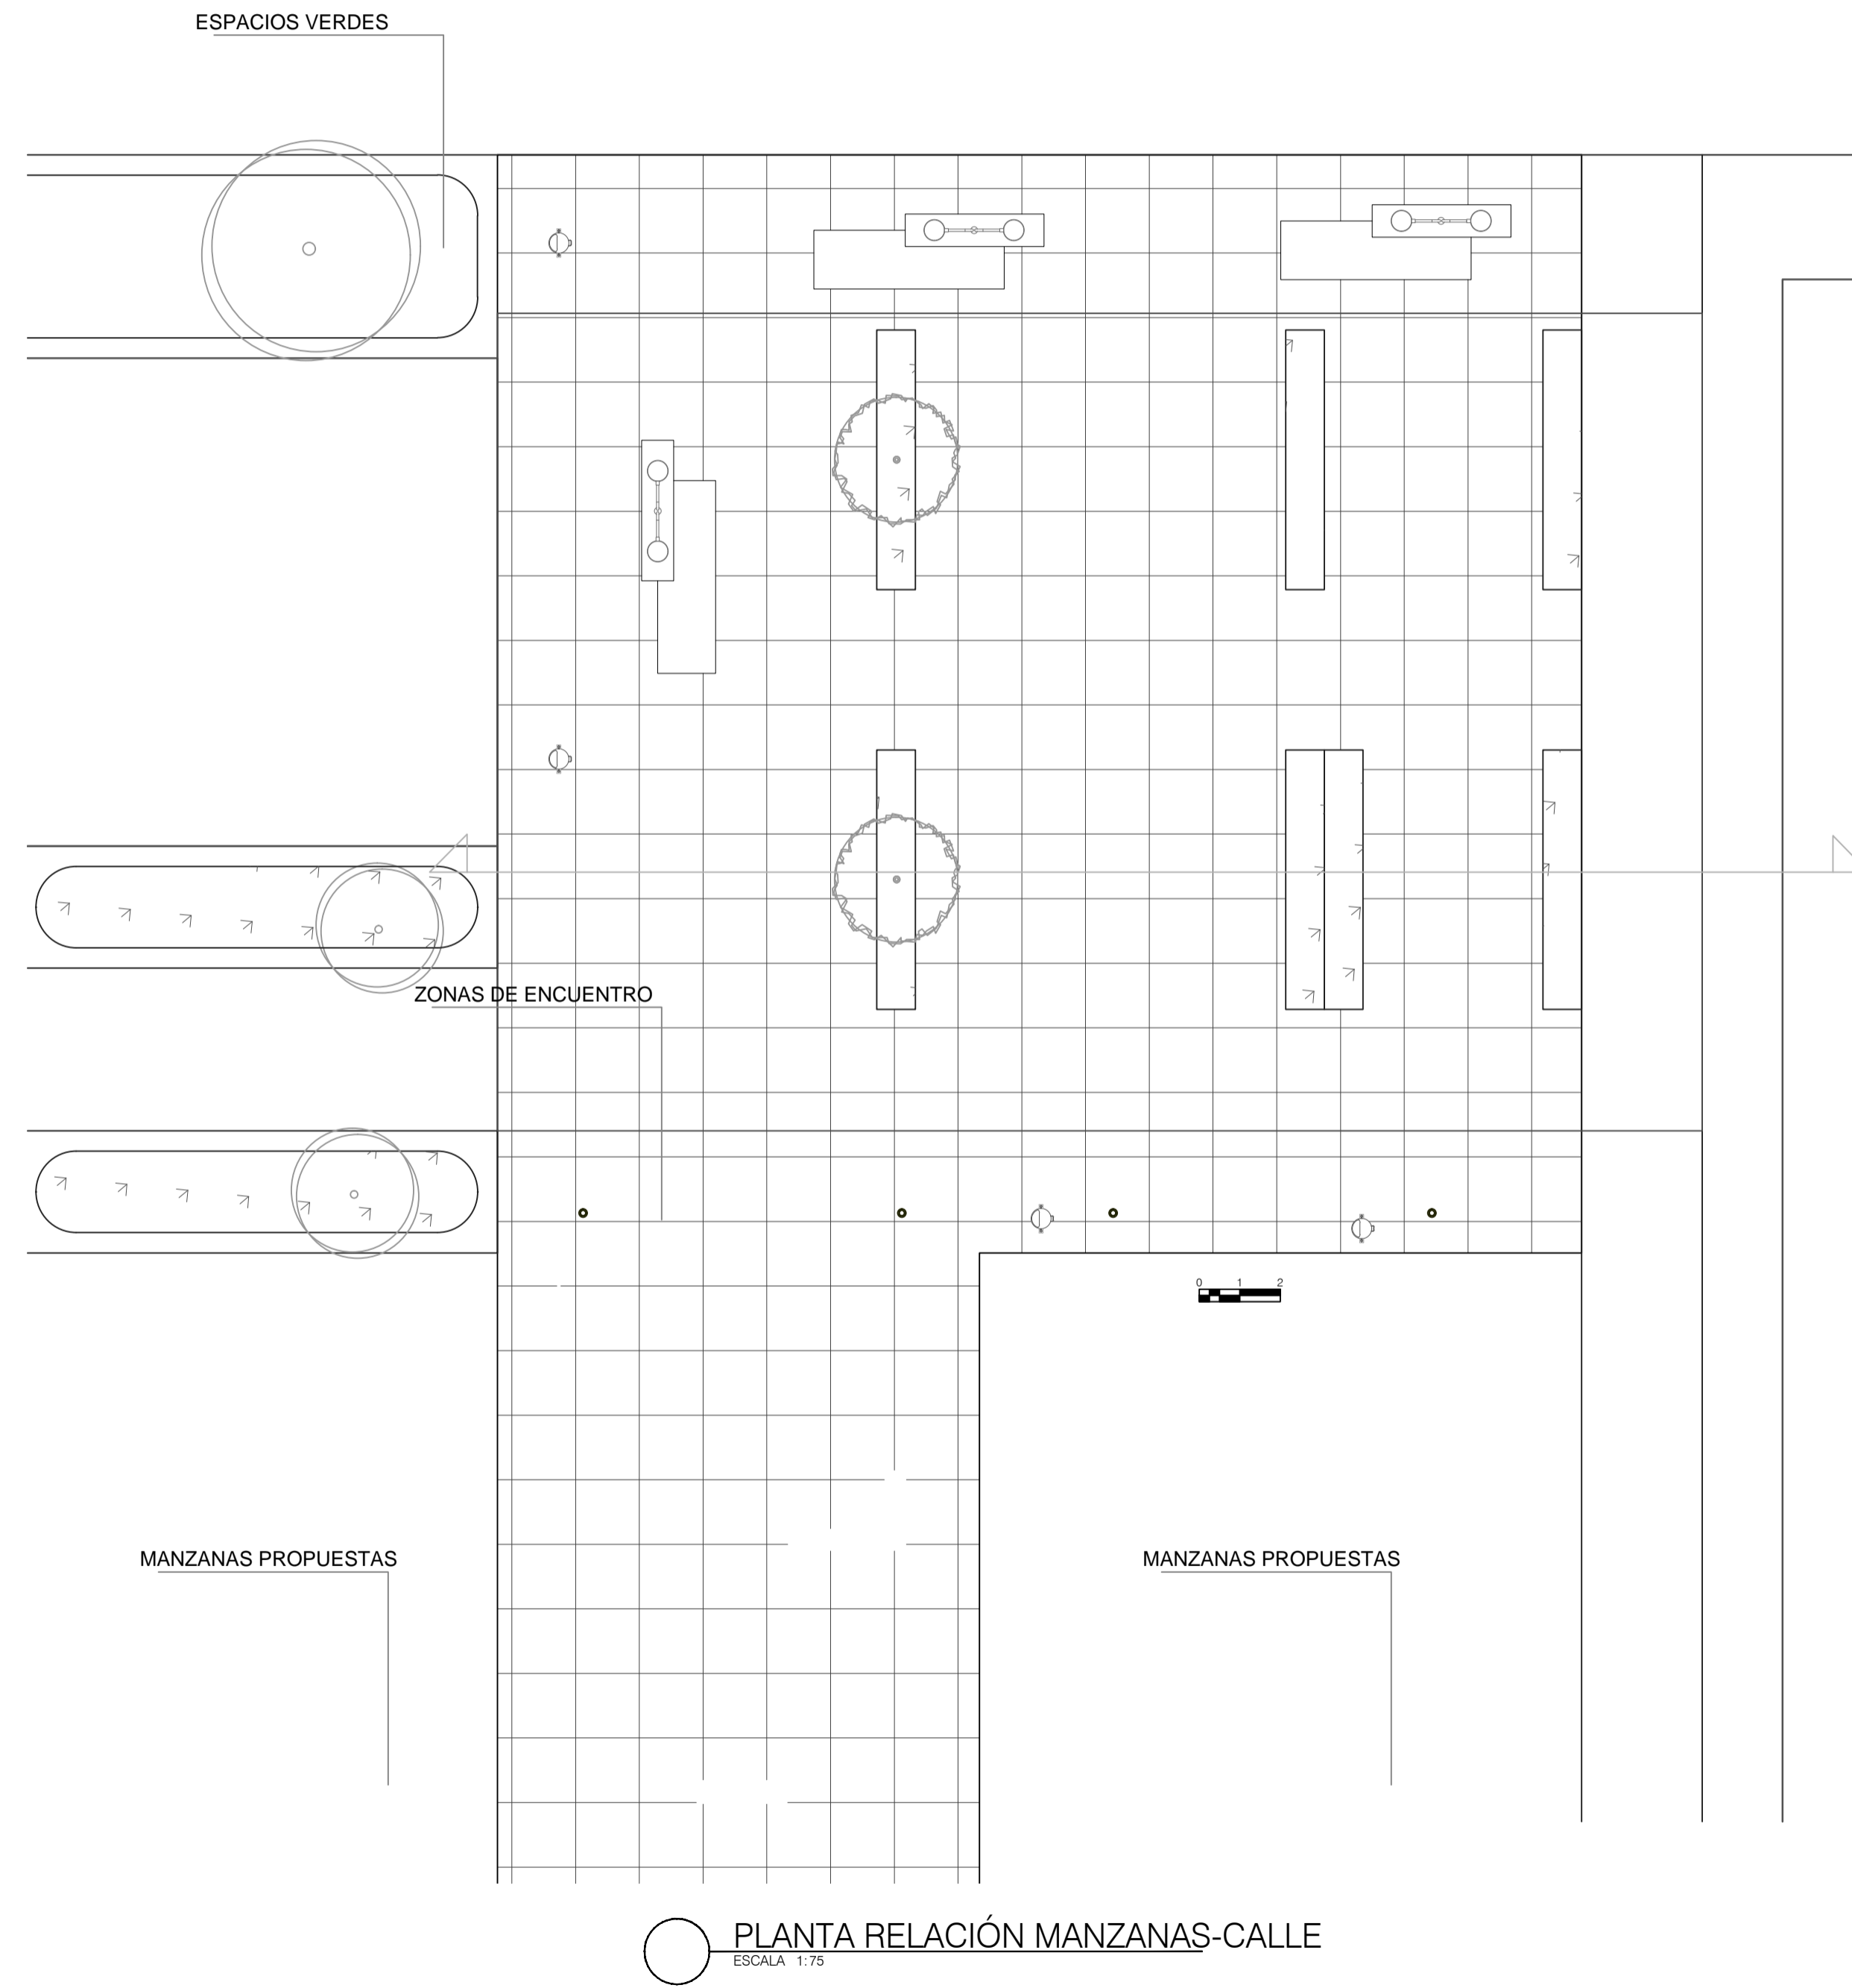 ESPACIOS VERDES
ZONAS DE ENCUENTRO
0 1 2
MANZANAS PROPUESTAS
MANZANAS PROPUESTAS
PLANTA RELACIÓN MANZANAS-CALLE
ESCALA 1:75